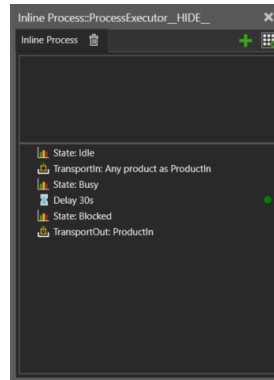 Inline Process::ProcessExecutor__HIDE__
Inline Process
State: Idle
TransportIn: Any product as ProductIn
State: Busy
Delay 30s
State: Blocked
TransportOut: ProductIn